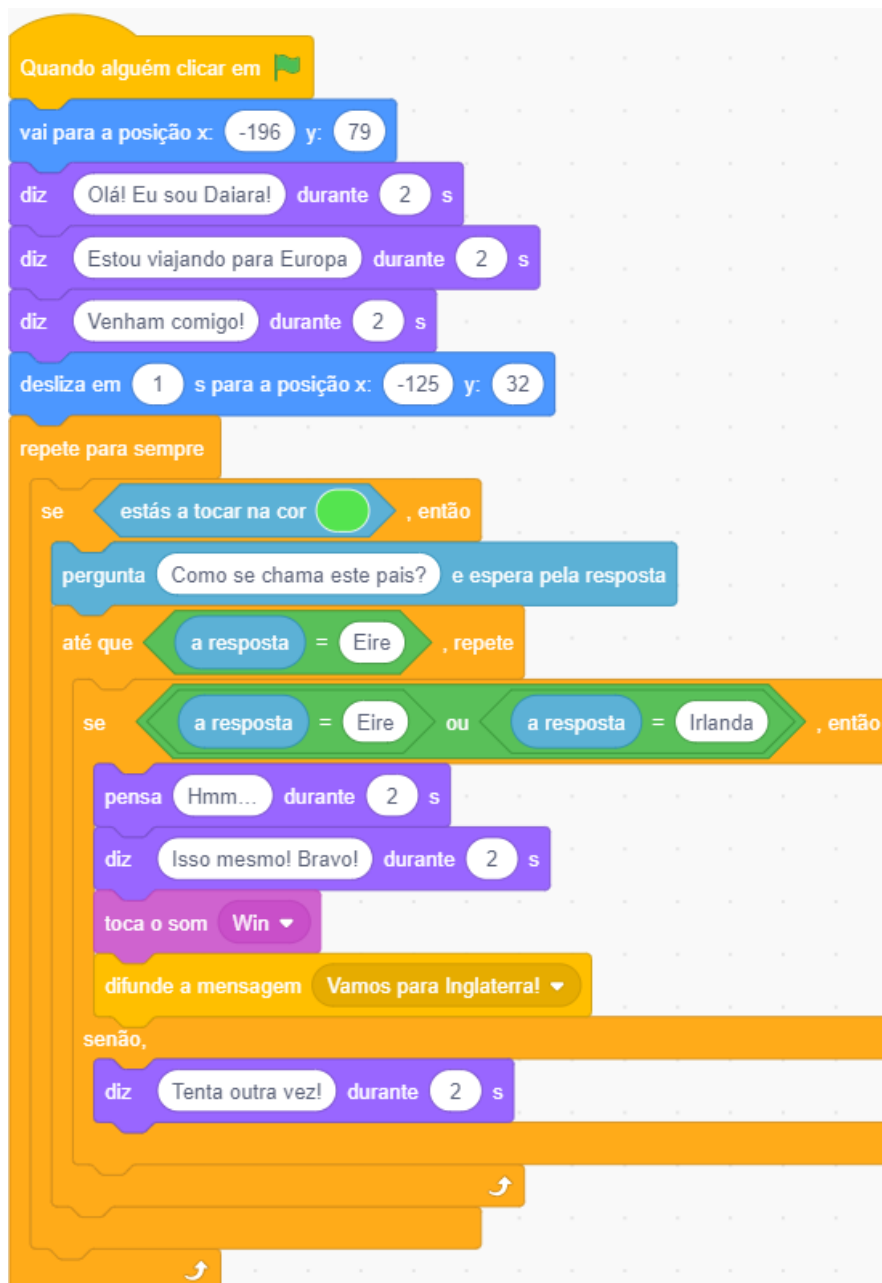 Quando alguém clicar em
vai para a posição x: -196 y: 79
diz Olá! Eu sou Daiara! durante 2 s
diz Estou viajando para Europa durante 2 s
diz Venham comigo! durante 2 s
desliza em 1 s para a posição x: -125 y: 32
repete para sempre
se estás a tocar na cor , então
pergunta Como se chama este pais? e espera pela resposta
até que a resposta = Eire , repete
se a resposta = Eire ou a resposta = Irlanda , então
pensa Hmm... durante 2 s
diz Isso mesmo! Bravo! durante 2 s
toca o som Win
difunde a mensagem Vamos para Inglaterra!
senão,
diz Tenta outra vez! durante 2 s